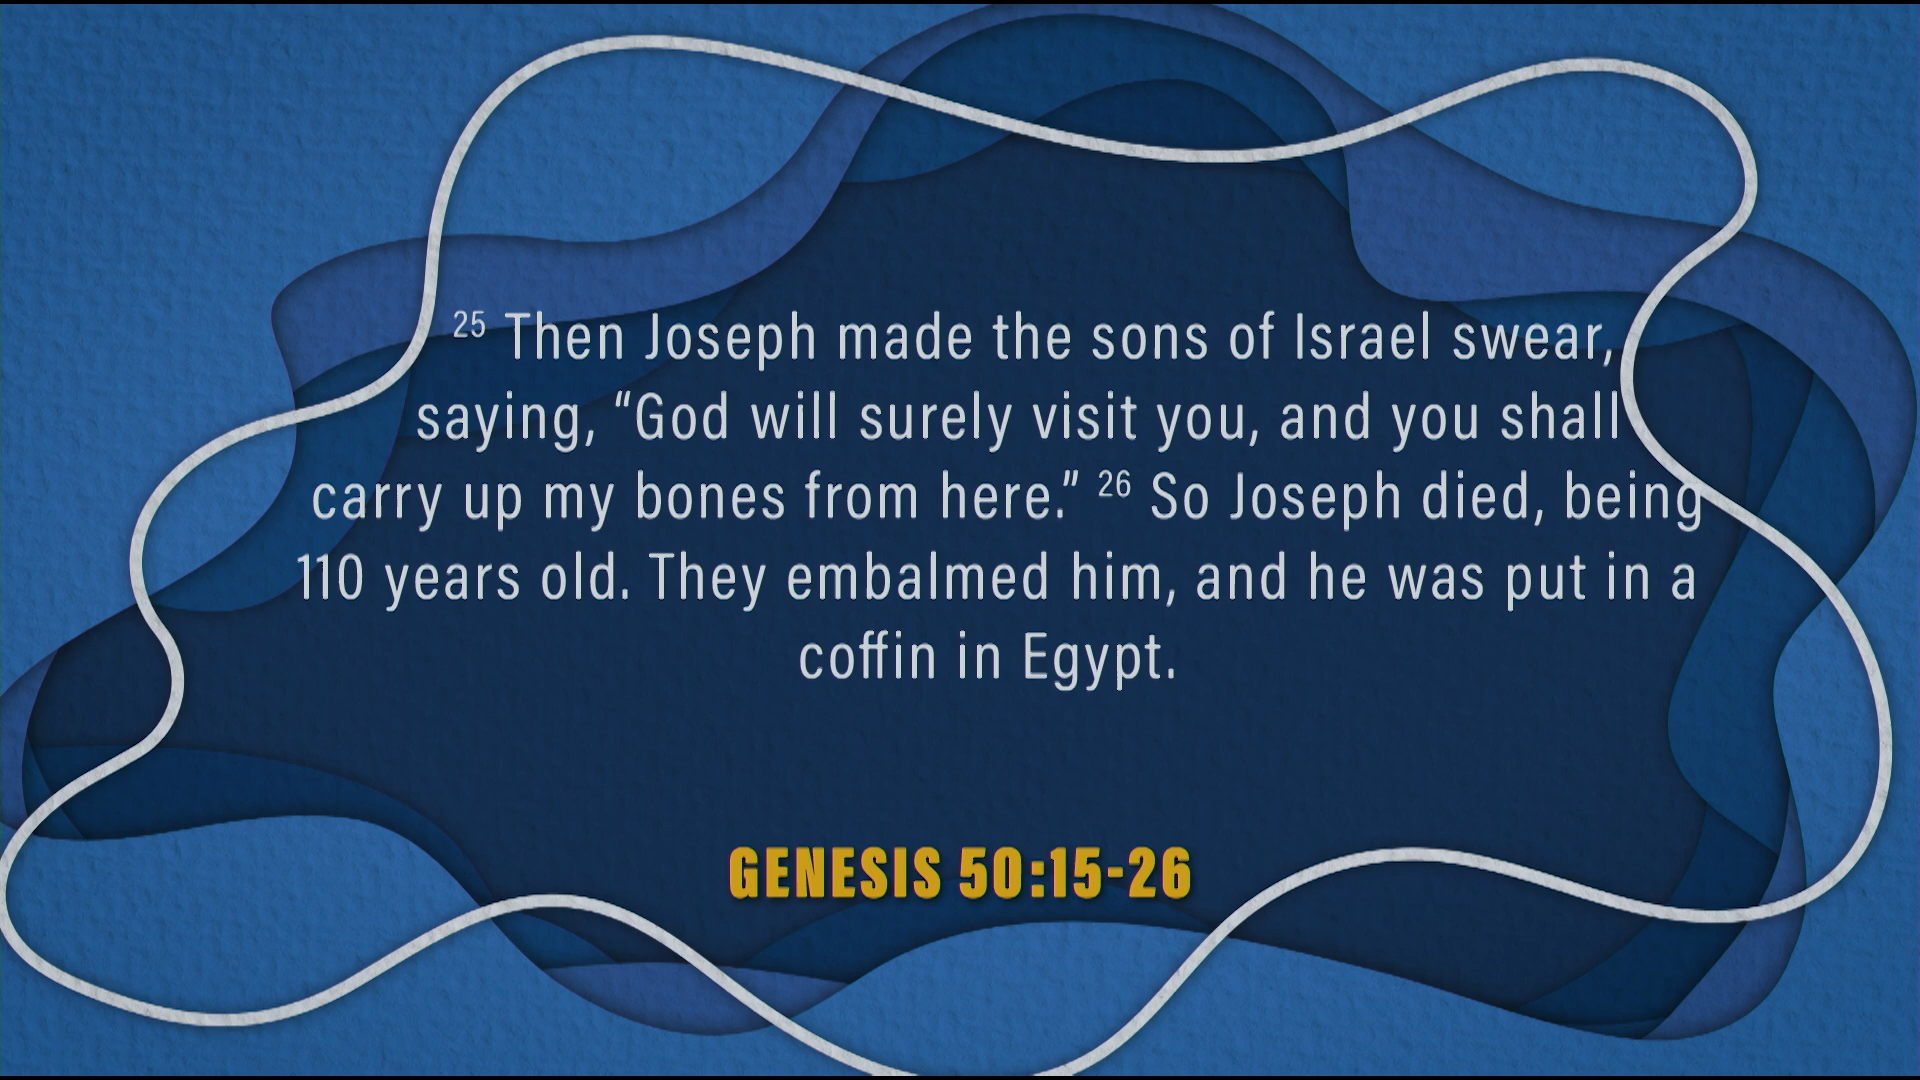 25 Then Joseph made the sons of Israel swear,
saying, “God will surely visit you, and you shall
carry up my bones from here.” 26 So Joseph died, being
110 years old. They embalmed him, and he was put in a
coffin in Egypt.
GENESIS 50:15-26